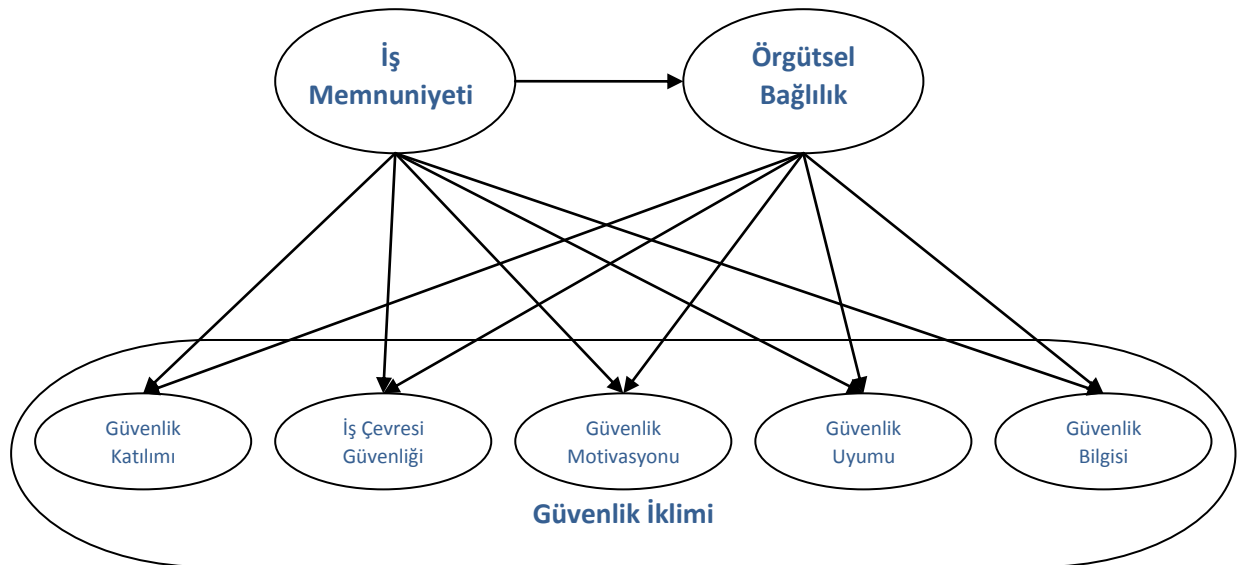 İş
Memnuniyeti
Örgütsel
Bağlılık
Güvenlik
Katılımı
İş Çevresi
Güvenliği
Güvenlik
Motivasyonu
Güvenlik
Uyumu
Güvenlik
Bilgisi
Güvenlik İklimi